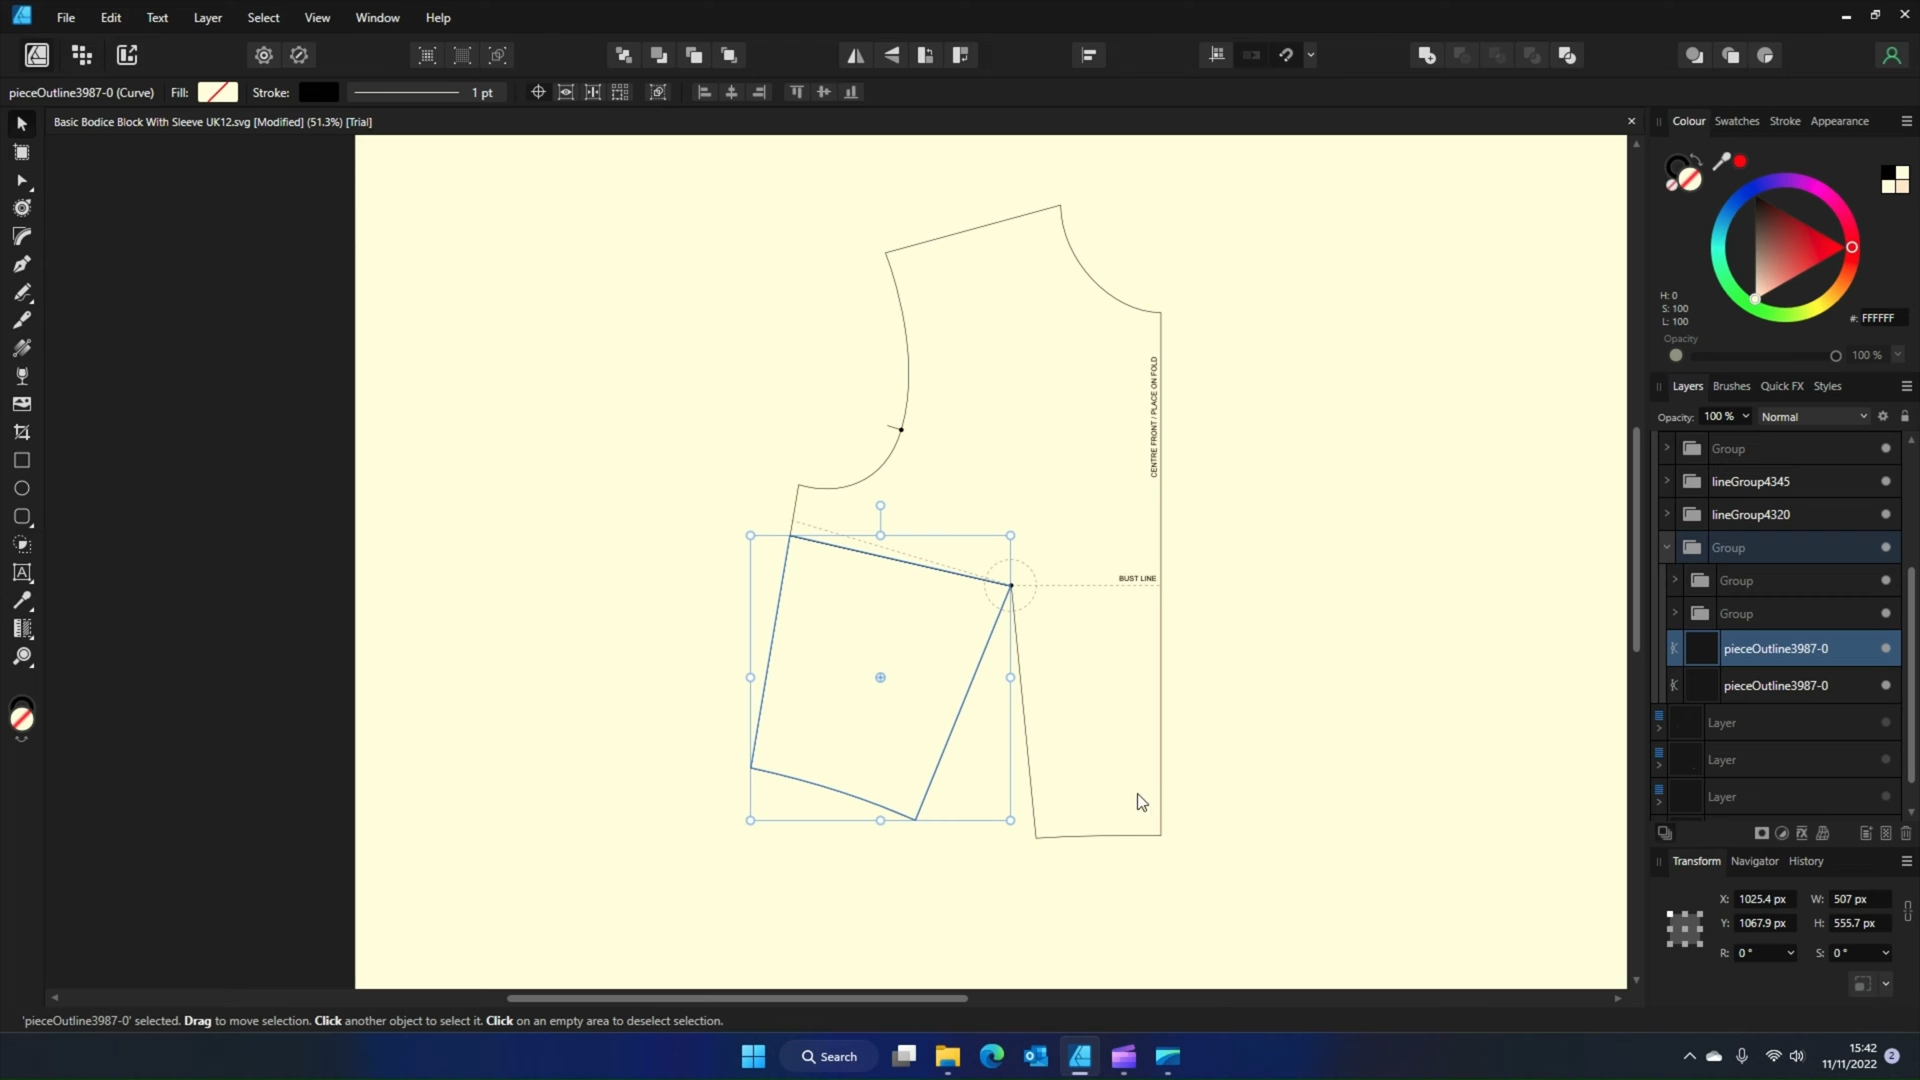 File Edit Text Layer Select View Window Help
pieceOutline3987-0 (Curve) Fill: Stroke: 1 pt
Basic Bodice Block With Sleeve UK12.svg [Modified] (51.3%) [Trial]
Colour Swatches Stroke Appearance
H: 0
S: 100
L: 100
#: FFFFFF
Opacity
100 %
Layers Brushes Quick FX Styles
Opacity: 100 % Normal
Group
lineGroup4345
lineGroup4320
Group
Group
Group
pieceOutline3987-0
pieceOutline3987-0
Layer
Layer
Layer
CENTRE FRONT / PLACE ON FOLD
BUST LINE
Transform Navigator History
X: 1025.4 px W: 507 px
Y: 1067.9 px H: 555.7 px
R: 0 ° S: 0 °
'pieceOutline3987-0' selected. Drag to move selection. Click another object to select it. Click on an empty area to deselect selection.
Search
15:42
11/11/2022
2